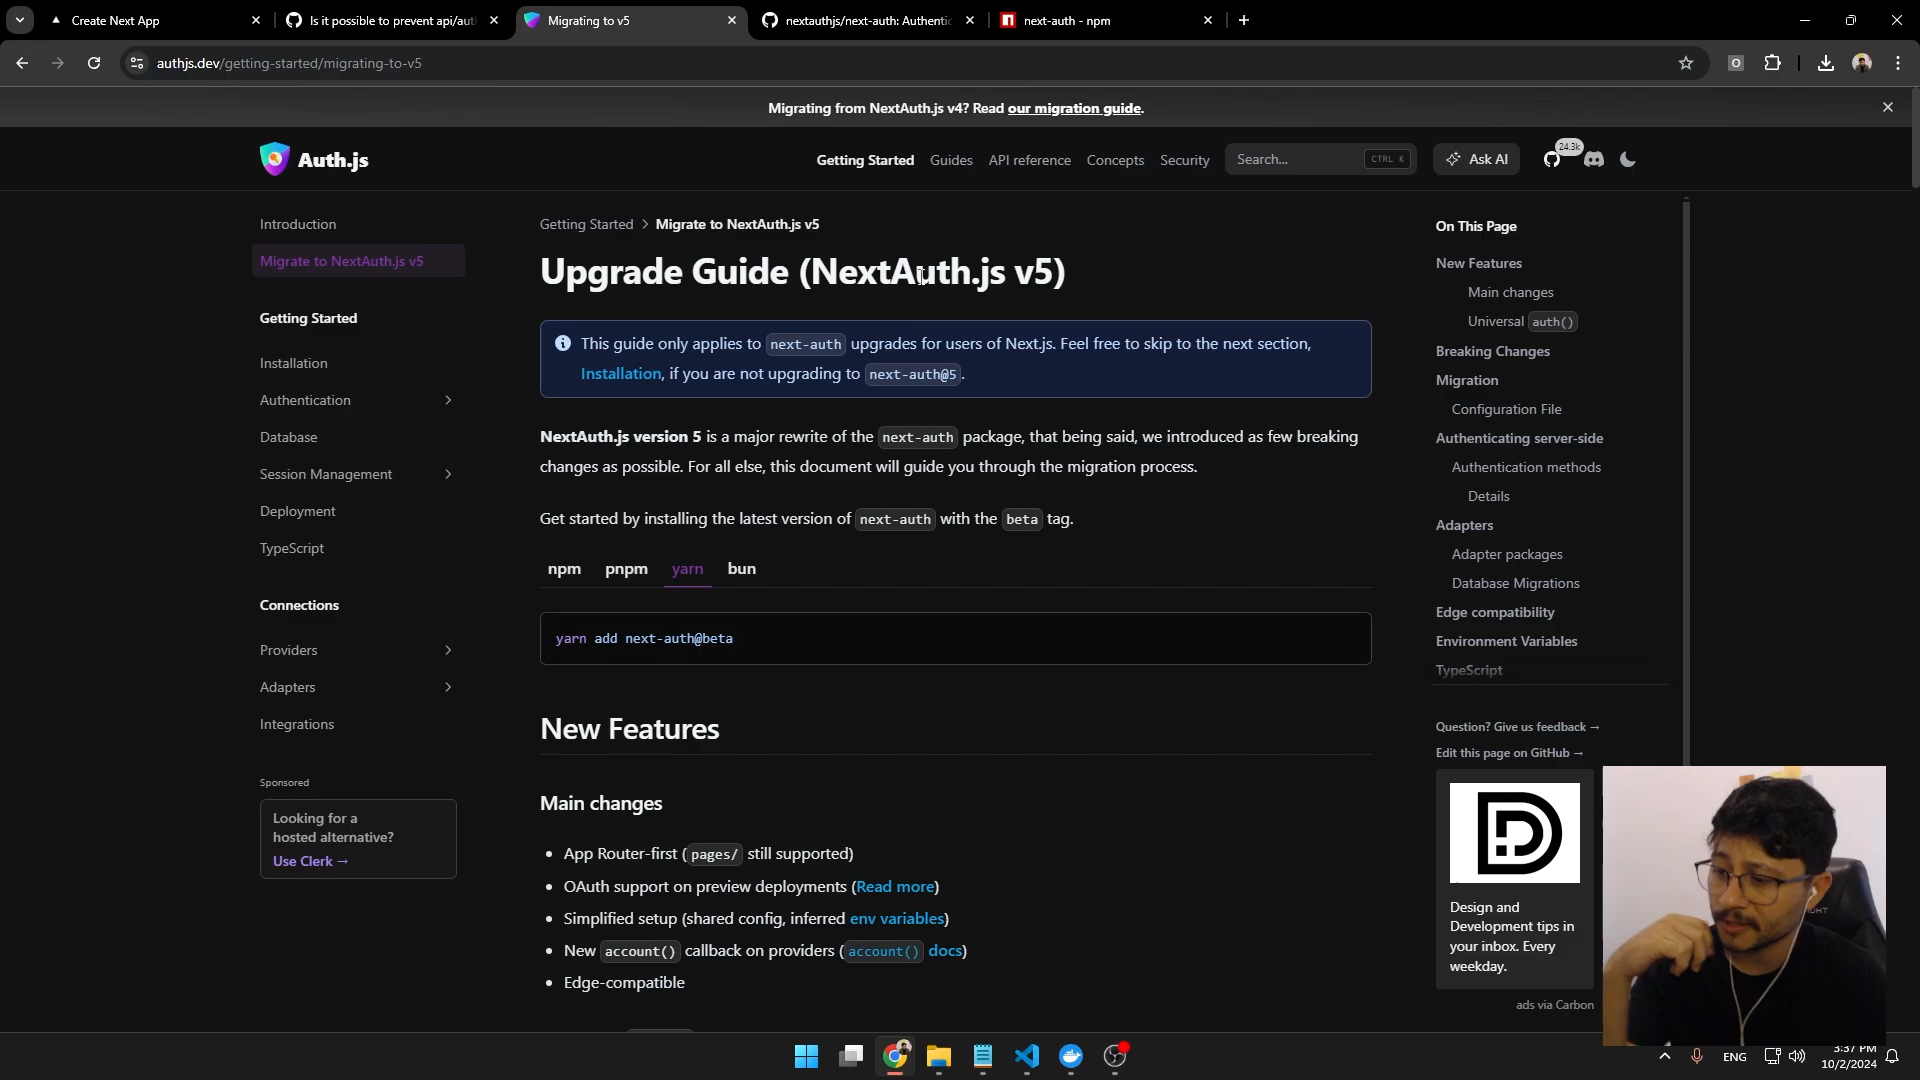 Create Next App
Is it possible to prevent api/aut
Migrating to v5
nextauthjs/next-auth: Authentic
next-auth - npm
authjs.dev/getting-started/migrating-to-v5
Migrating from NextAuth.js v4? Read our migration guide.
Auth.js
Getting Started
Guides
API reference
Concepts
Security
Search...
CTRL K
Ask AI
24.3k
Introduction
Migrate to NextAuth.js v5
Getting Started
Installation
Authentication
Database
Session Management
Deployment
TypeScript
Connections
Providers
Adapters
Integrations
Sponsored
Looking for a
hosted alternative?
Use Clerk →
Getting Started > Migrate to NextAuth.js v5
Upgrade Guide (NextAuth.js v5)
This guide only applies to next-auth upgrades for users of Next.js. Feel free to skip to the next section,
Installation, if you are not upgrading to next-auth@5.
NextAuth.js version 5 is a major rewrite of the next-auth package, that being said, we introduced as few breaking
changes as possible. For all else, this document will guide you through the migration process.
Get started by installing the latest version of next-auth with the beta tag.
npm pnpm yarn bun
yarn add next-auth@beta
New Features
Main changes
• App Router-first (pages/ still supported)
• OAuth support on preview deployments (Read more)
• Simplified setup (shared config, inferred env variables)
• New account() callback on providers (account() docs)
• Edge-compatible
On This Page
New Features
Main changes
Universal auth()
Breaking Changes
Migration
Configuration File
Authenticating server-side
Authentication methods
Details
Adapters
Adapter packages
Database Migrations
Edge compatibility
Environment Variables
TypeScript
Question? Give us feedback →
Edit this page on GitHub →
Design and
Development tips in
your inbox. Every
weekday.
ads via Carbon
ENG
3:37 PM
10/2/2024